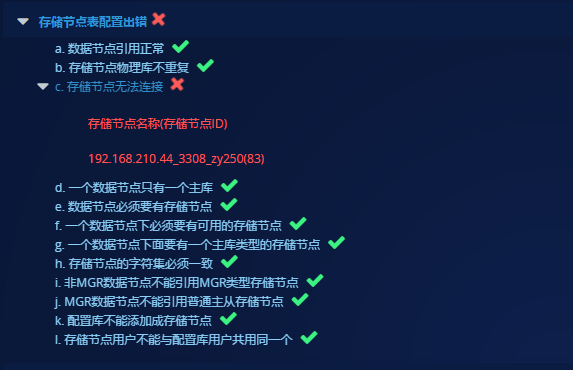 存储节点表配置出错
a. 数据节点引用正常
b. 存储节点物理库不重复
c. 存储节点无法连接
存储节点名称(存储节点ID)
192.168.210.44_3308_zy250(83)
d. 一个数据节点只有一个主库
e. 数据节点必须要有存储节点
f. 一个数据节点下必须要有可用的存储节点
g. 一个数据节点下面要有一个主库类型的存储节点
h. 存储节点的字符集必须一致
i. 非MGR数据节点不能引用MGR类型存储节点
j. MGR数据节点不能引用普通主从存储节点
k. 配置库不能添加成存储节点
l. 存储节点用户不能与配置库用户共用同一个